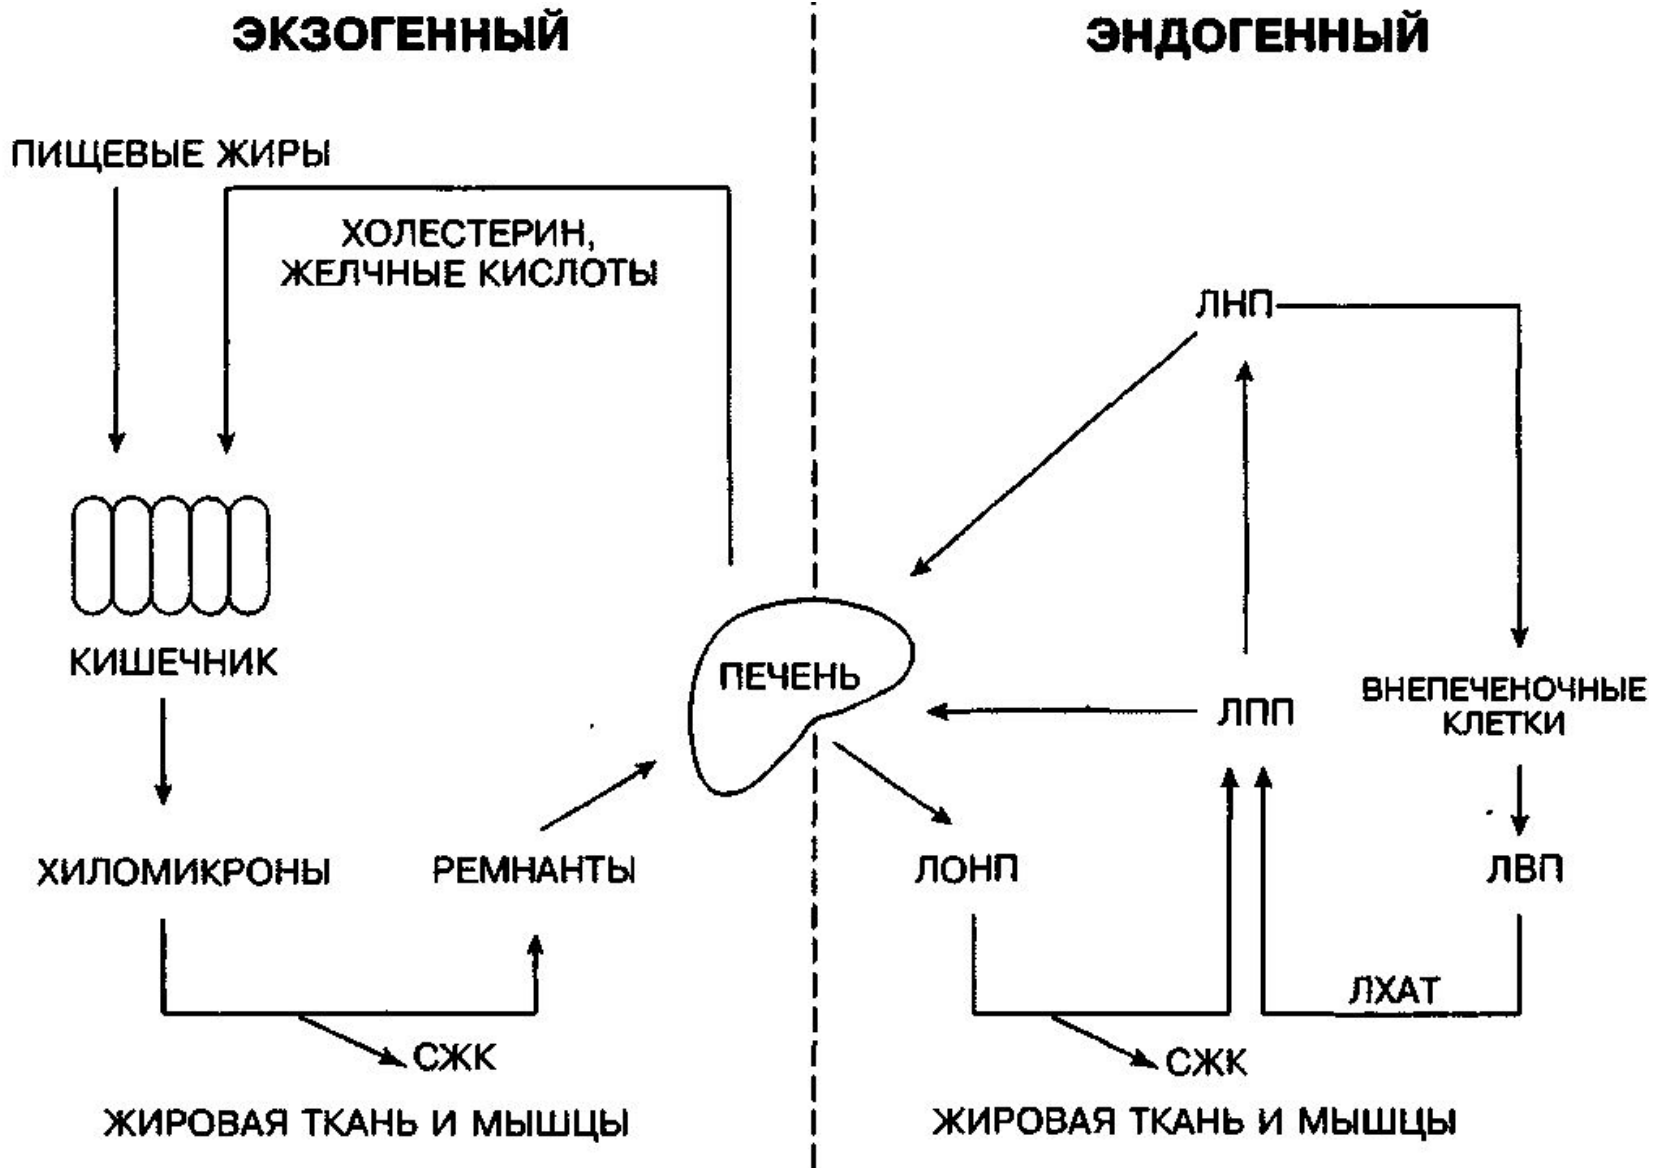 ЭКЗОГЕННЫЙ
ЭНДОГЕННЫЙ
ПИЩЕВЫЕ ЖИРЫ
ХОЛЕСТЕРИН,
ЖЕЛЧНЫЕ КИСЛОТЫ
ЛНП
КИШЕЧНИК
ПЕЧЕНЬ
ЛПП
ВНЕПЕЧЕНОЧНЫЕ
КЛЕТКИ
ХИЛОМИКРОНЫ
РЕМНАНТЫ
ЛОНП
ЛВП
ЛХАТ
СЖК
СЖК
ЖИРОВАЯ ТКАНЬ И МЫШЦЫ
ЖИРОВАЯ ТКАНЬ И МЫШЦЫ